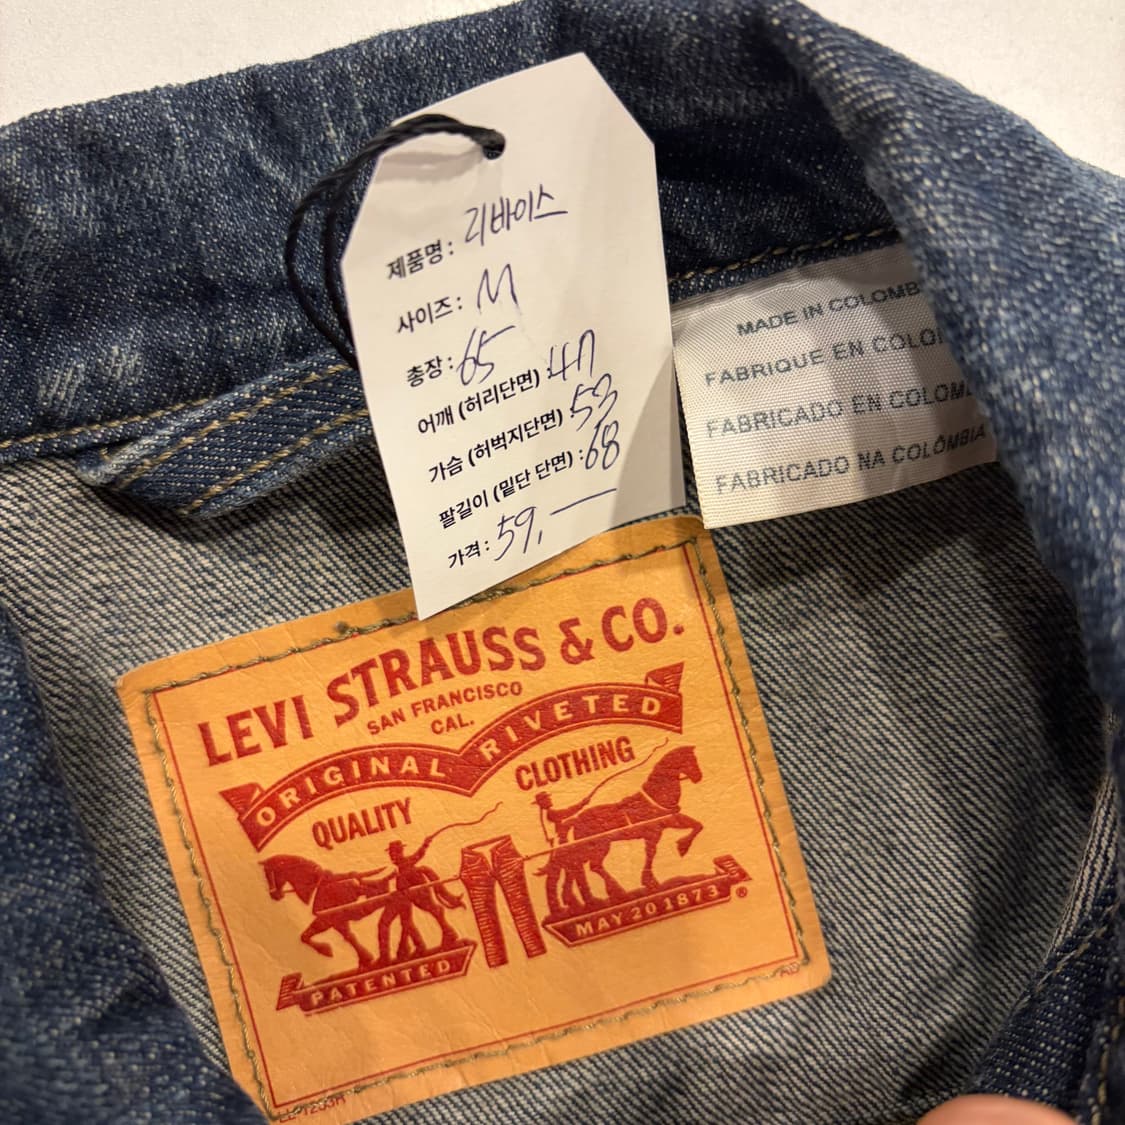 제품명: 리바이스
사이즈: M
총장: 65
어깨 (허리단면): 47
가슴 (허벅지단면): 53
팔길이 (밑단 단면): 68
가격: 59,—
MADE IN COLOMB
FABRIQUE EN COLO
FABRICADO EN COLOM
FABRICADO NA COLÔMBIA
LEVI STRAUSS & CO.
SAN FRANCISCO
CAL.
ORIGINAL RIVETED
QUALITY CLOTHING
PATENTED MAY 20 1873 ®